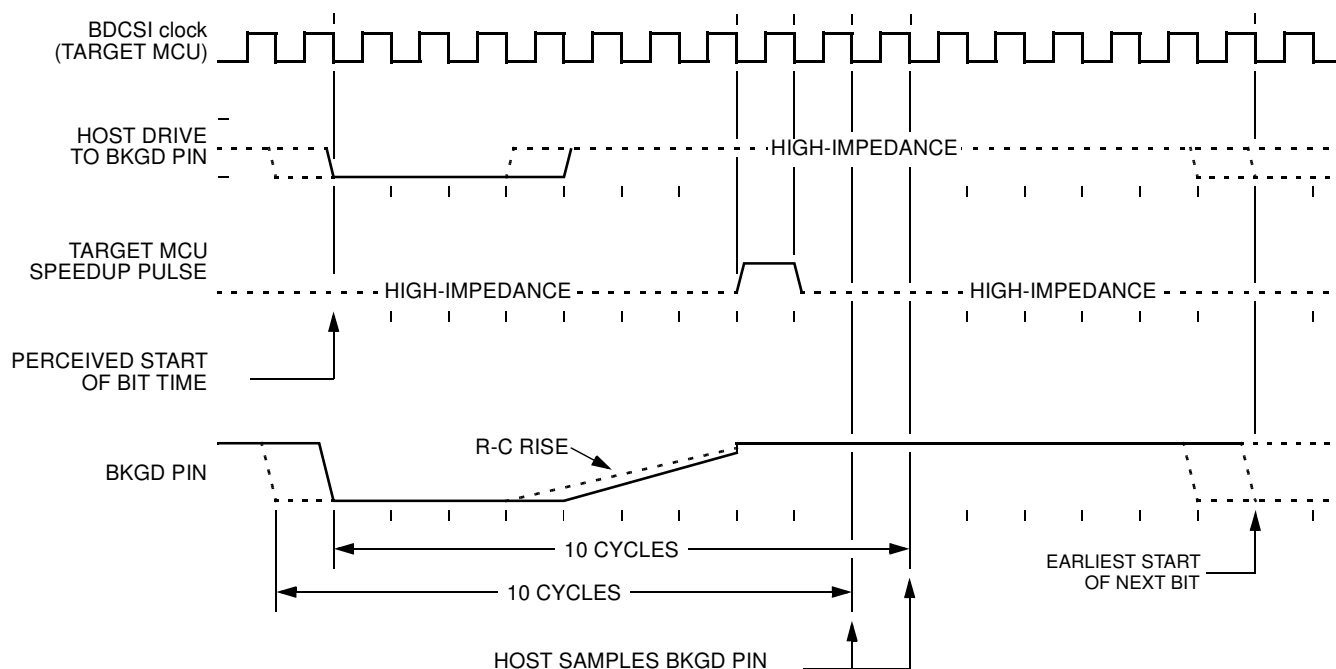 BDCSI clock
(TARGET MCU)
HOST DRIVE
TO BKGD PIN
HIGH-IMPEDANCE
TARGET MCU
SPEEDUP PULSE
HIGH-IMPEDANCE
HIGH-IMPEDANCE
PERCEIVED START
OF BIT TIME
R-C RISE
BKGD PIN
10 CYCLES
EARLIEST START
OF NEXT BIT
10 CYCLES
HOST SAMPLES BKGD PIN